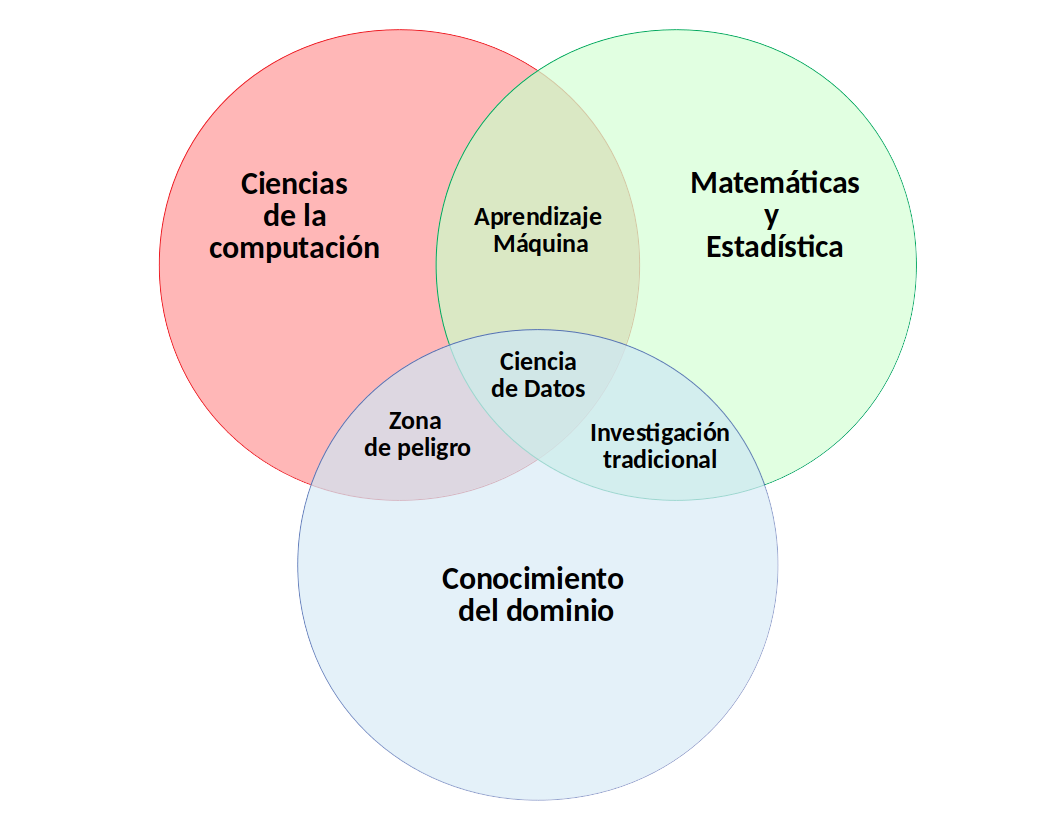 Ciencias
de la
computación
Matemáticas
y
Estadística
Aprendizaje
Máquina
Ciencia
de Datos
Zona
de peligro
Investigación
tradicional
Conocimiento
del dominio